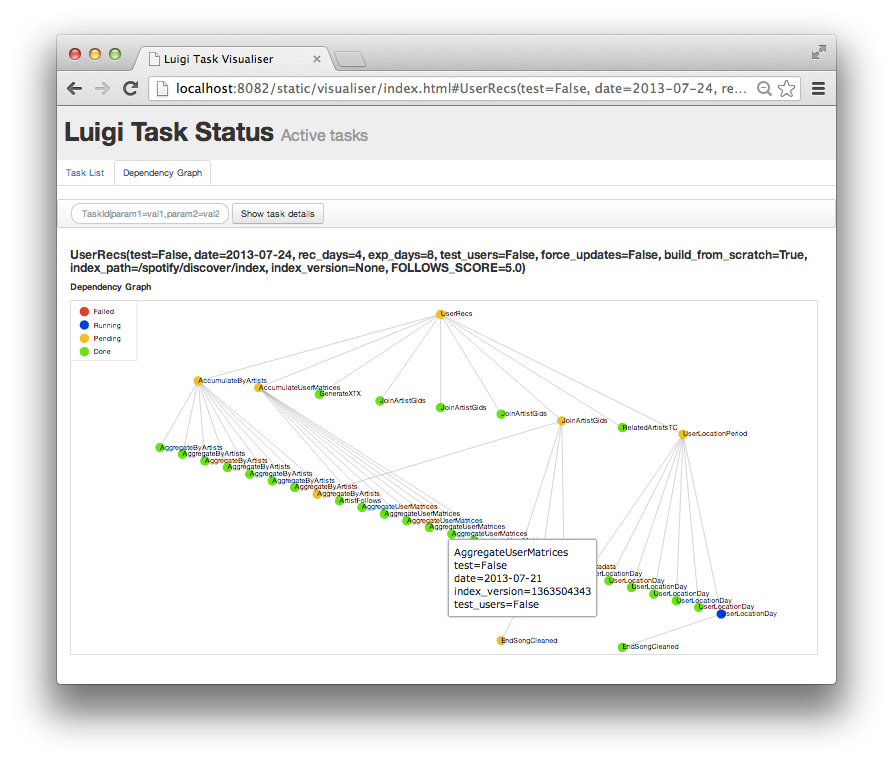 Luigi Task Visualiser
localhost:8082/static/visualiser/index.html#UserRecs(test=False, date=2013-07-24, re...
Luigi Task Status Active tasks
Task List
Dependency Graph
TaskId(param1=val1,param2=val2
Show task details
UserRecs(test=False, date=2013-07-24, rec_days=4, exp_days=8, test_users=False, force_updates=False, build_from_scratch=True,
index_path=/spotify/discover/index, index_version=None, FOLLOWS_SCORE=5.0)
Dependency Graph
Failed
Running
Pending
Done
UserRecs
AccumulateByArtists
AccumulateUserMatrices
GenerateXTX
JoinArtistGids
JoinArtistGids
JoinArtistGids
JoinArtistGids
RelatedArtistsTC
UserLocationPeriod
AggregateByArtists
AggregateByArtists
AggregateByArtists
AggregateByArtists
AggregateByArtists
AggregateByArtists
AggregateByArtists
AggregateByArtists
ArtistFollows
AggregateUserMatrices
AggregateUserMatrices
AggregateUserMatrices
AggregateUserMatrices
AggregateUserMatrices
AggregateUserMatrices
test=False
date=2013-07-21
index_version=1363504343
test_users=False
UserLocationDay
UserLocationDay
UserLocationDay
UserLocationDay
UserLocationDay
UserLocationDay
EndSongCleaned
EndSongCleaned